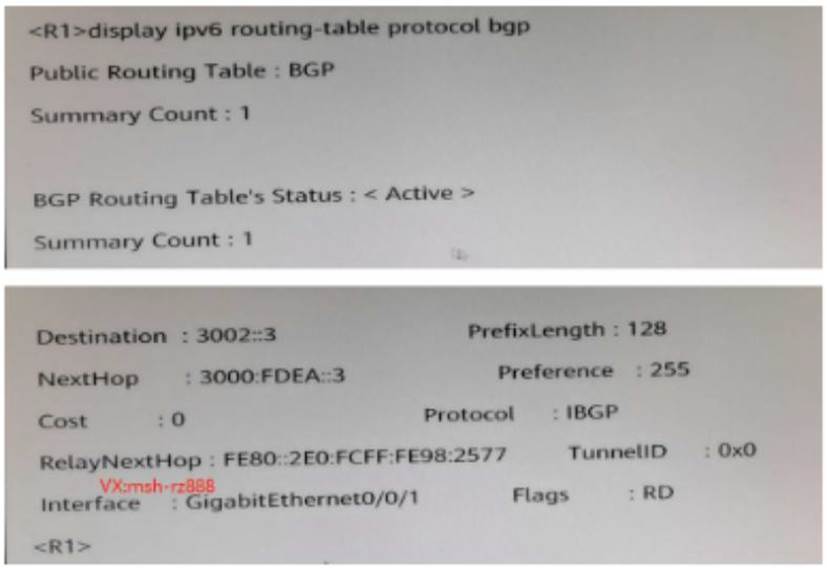 <R1>display ipv6 routing-table protocol bgp
Public Routing Table : BGP
Summary Count : 1
BGP Routing Table's Status : < Active >
Summary Count : 1
Destination : 3002::3 PrefixLength : 128
NextHop : 3000:FDEA::3 Preference : 255
Cost : 0 Protocol : IBGP
RelayNextHop : FE80::2E0:FCFF:FE98:2577 TunnelID : 0x0
VX:msh-rz888
Interface : GigabitEthernet0/0/1 Flags : RD
<R1>